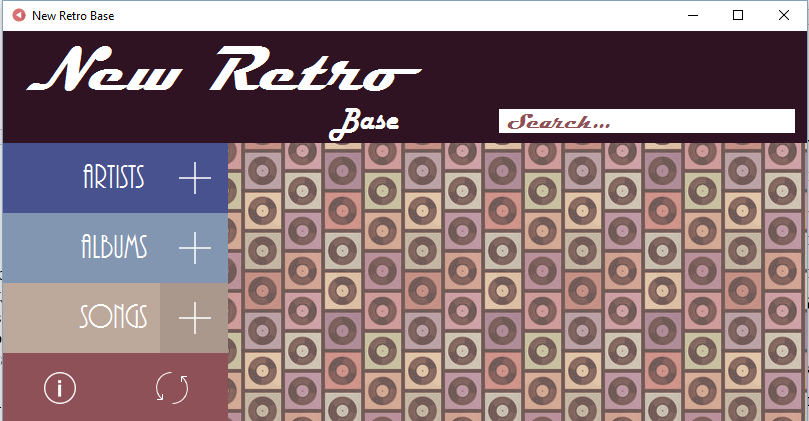 New Retro Base
New Retro
Base
Search...
ARTISTS
ALBUMS
SONGS
i